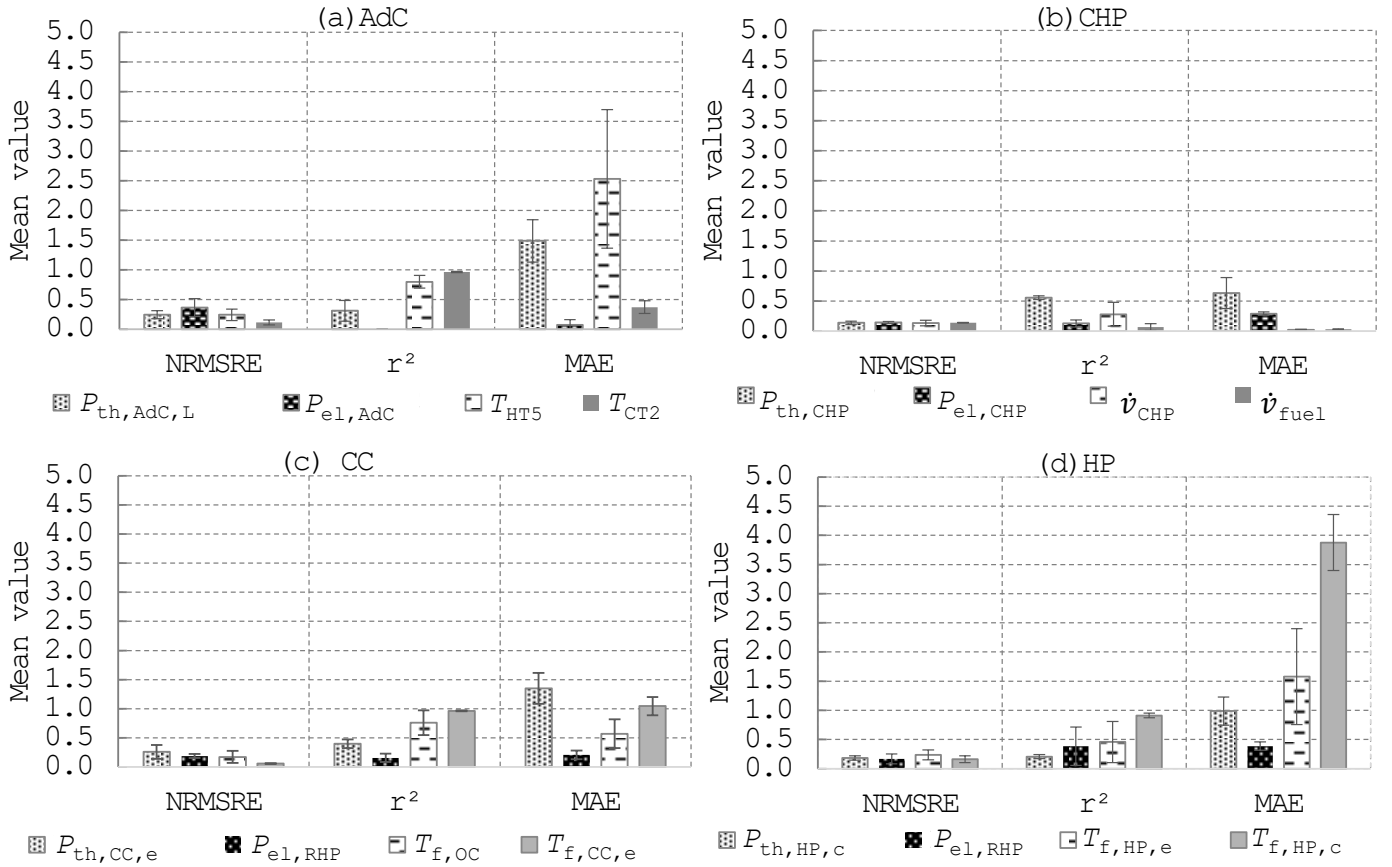 (a)AdC
Mean value
5.0
4.5
4.0
3.5
3.0
2.5
2.0
1.5
1.0
0.5
0.0
NRMSRE r² MAE
P_th,AdC,L P_el,AdC T_HT5 T_CT2
(b)CHP
Mean value
5.0
4.5
4.0
3.5
3.0
2.5
2.0
1.5
1.0
0.5
0.0
NRMSRE r² MAE
P_th,CHP P_el,CHP v̇_CHP v̇_fuel
(c) CC
Mean value
5.0
4.5
4.0
3.5
3.0
2.5
2.0
1.5
1.0
0.5
0.0
NRMSRE r² MAE
P_th,CC,e P_el,RHP T_f,OC T_f,CC,e
(d)HP
Mean value
5.0
4.5
4.0
3.5
3.0
2.5
2.0
1.5
1.0
0.5
0.0
NRMSRE r² MAE
P_th,HP,c P_el,RHP T_f,HP,e T_f,HP,c